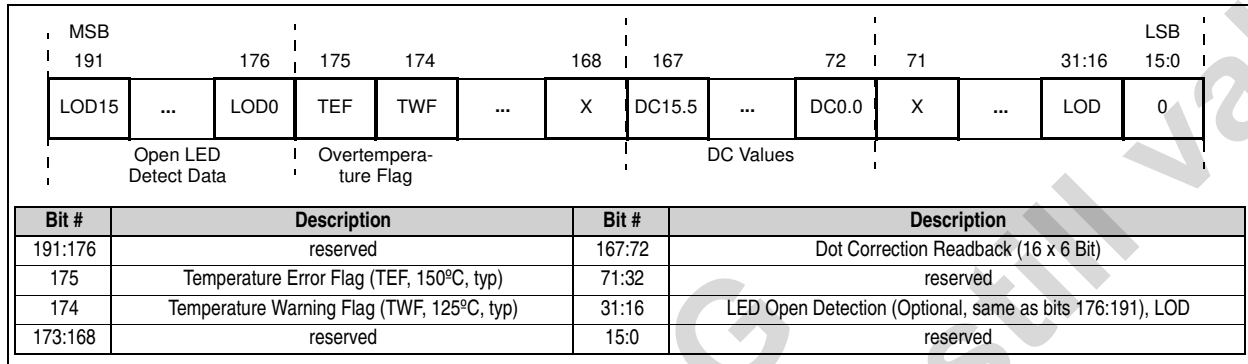 MSB LSB
191 176 175 174 168 167 72 71 31:16 15:0
LOD15 ... LOD0 TEF TWF ... X DC15.5 ... DC0.0 X ... LOD 0
Open LED
Detect Data
Overtempera-
ture Flag
DC Values
Bit # Description Bit # Description
191:176 reserved 167:72 Dot Correction Readback (16 x 6 Bit)
175 Temperature Error Flag (TEF, 150ºC, typ) 71:32 reserved
174 Temperature Warning Flag (TWF, 125ºC, typ) 31:16 LED Open Detection (Optional, same as bits 176:191), LOD
173:168 reserved 15:0 reserved
G
still va